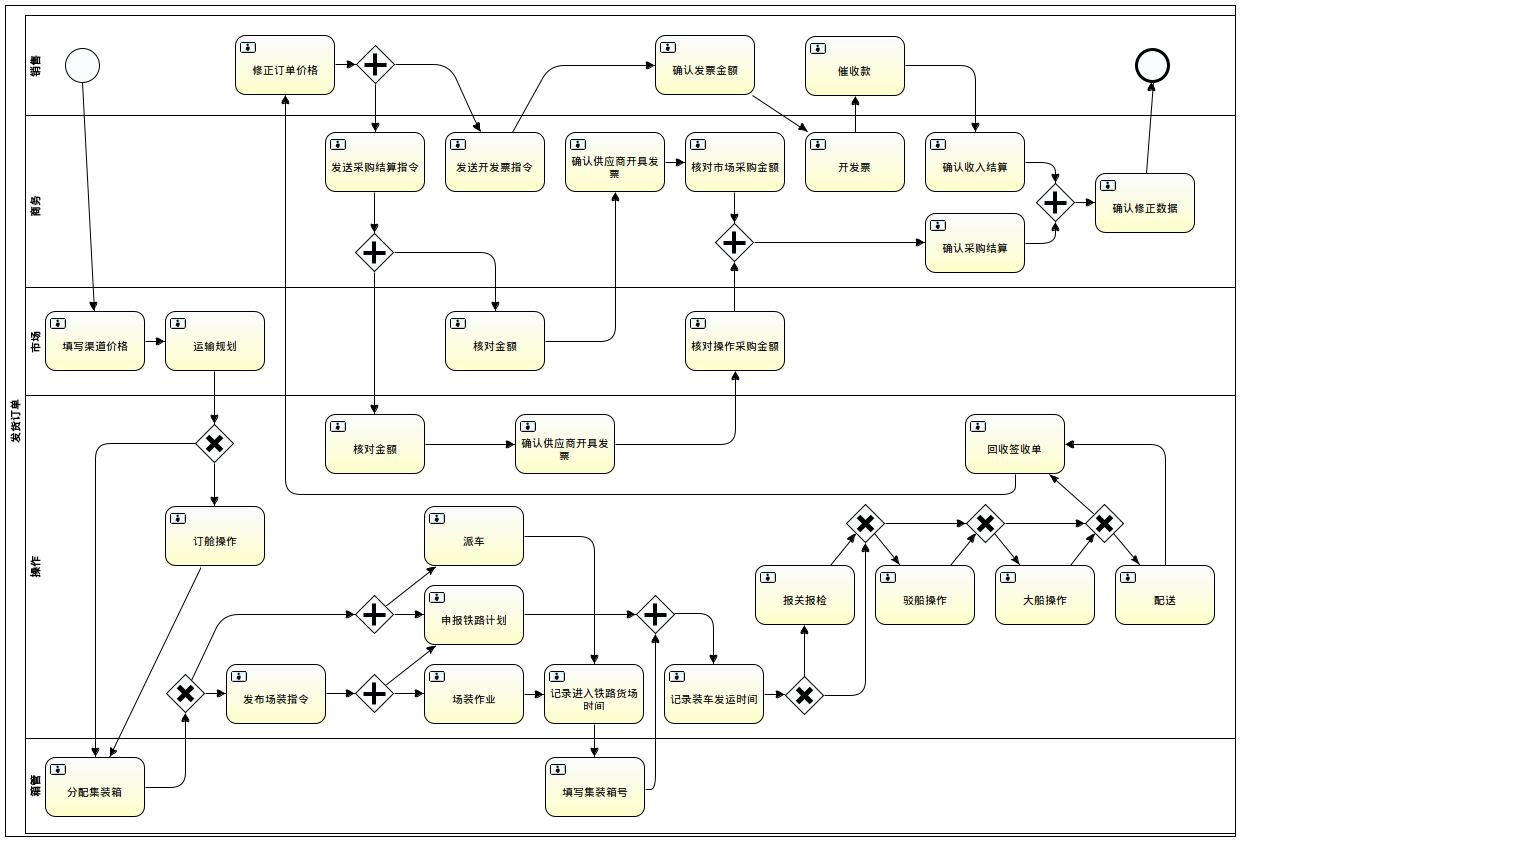 发货订单
销售
修正订单价格
确认发票金额
催收款
商务
发送采购结算指令
发送开发票指令
确认供应商开具发
票
核对市场采购金额
开发票
确认收入结算
确认修正数据
确认采购结算
市场
填写渠道价格
运输规划
核对金额
核对操作采购金额
操作
核对金额
确认供应商开具发
票
回收签收单
订舱操作
派车
报关报检
驳船操作
大船操作
配送
申报铁路计划
发布场装指令
场装作业
记录进入铁路货场
时间
记录装车发运时间
箱管
分配集装箱
填写集装箱号